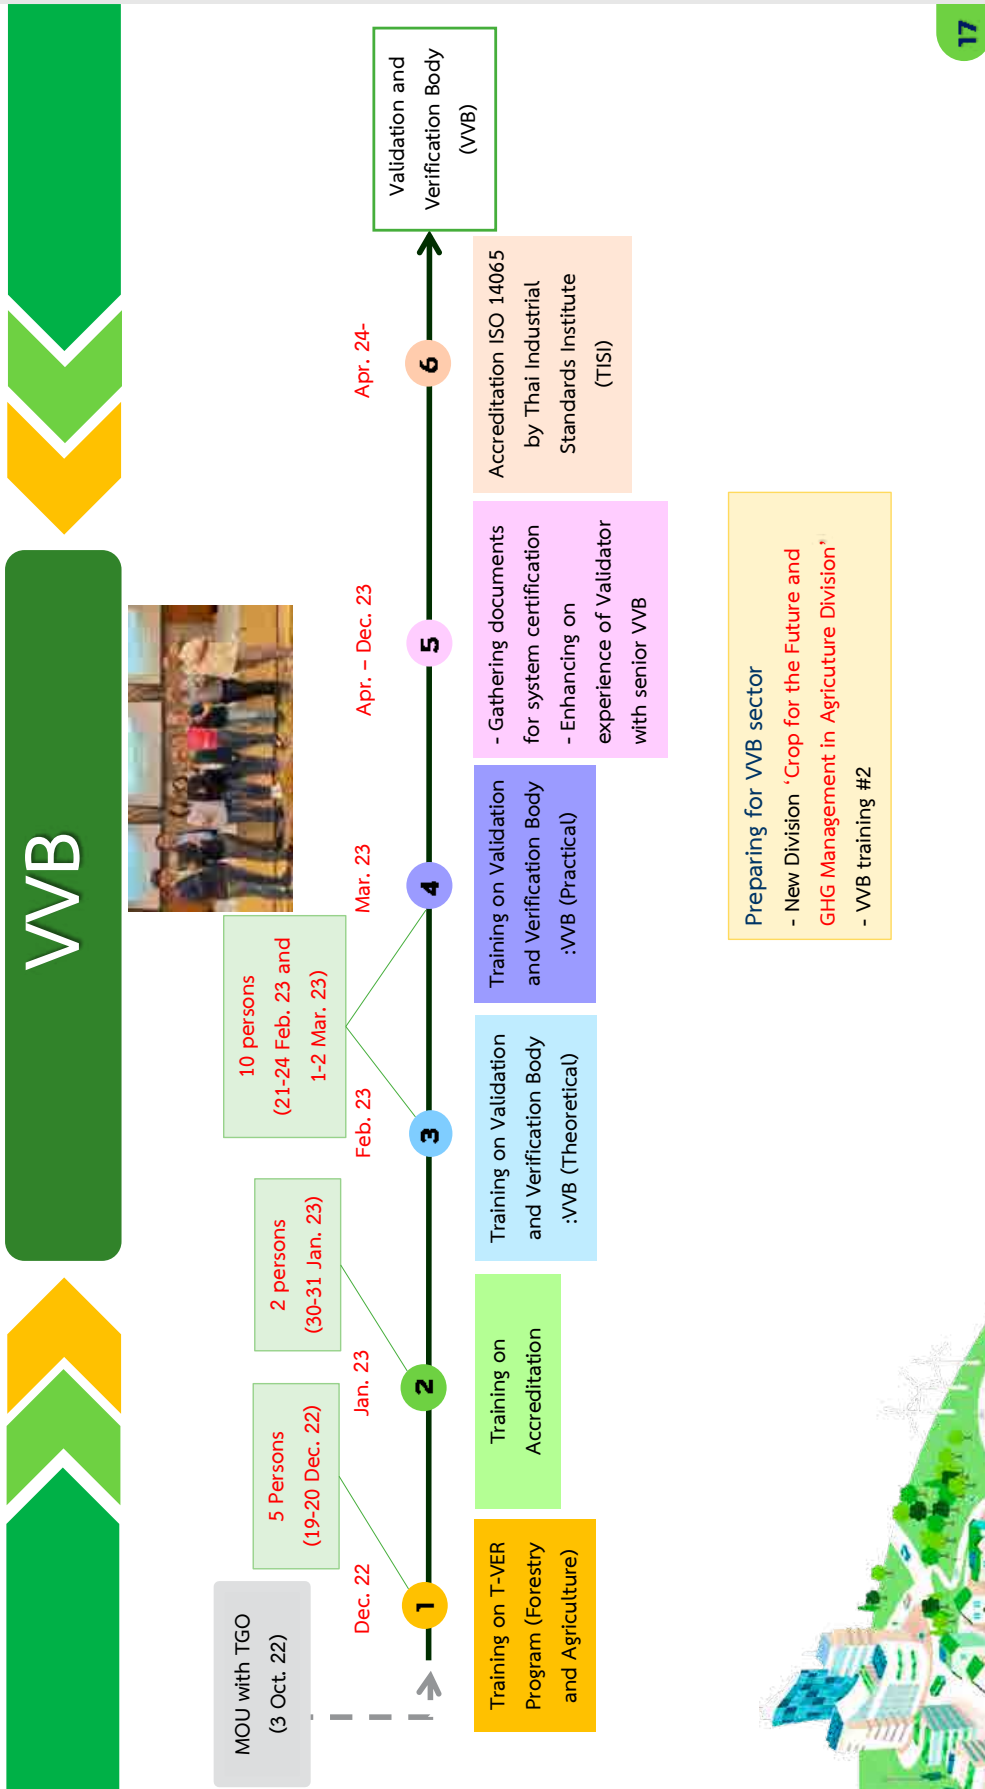 VVB
MOU with TGO
(3 Oct. 22)
5 Persons
(19-20 Dec. 22)
2 persons
(30-31 Jan. 23)
10 persons
(21-24 Feb. 23 and
1-2 Mar. 23)
Dec. 22
Jan. 23
Feb. 23
Mar. 23
Apr. – Dec. 23
Apr. 24-
1
2
3
4
5
6
Validation and
Verification Body
(VVB)
Training on T-VER
Program (Forestry
and Agriculture)
Training on
Accreditation
Training on Validation
and Verification Body
:VVB (Theoretical)
Training on Validation
and Verification Body
:VVB (Practical)
- Gathering documents
for system certification
- Enhancing on
experience of Validator
with senior VVB
Accreditation ISO 14065
by Thai Industrial
Standards Institute
(TISI)
Preparing for VVB sector
- New Division ‘Crop for the Future and
GHG Management in Agricuture Division’
- VVB training #2
17